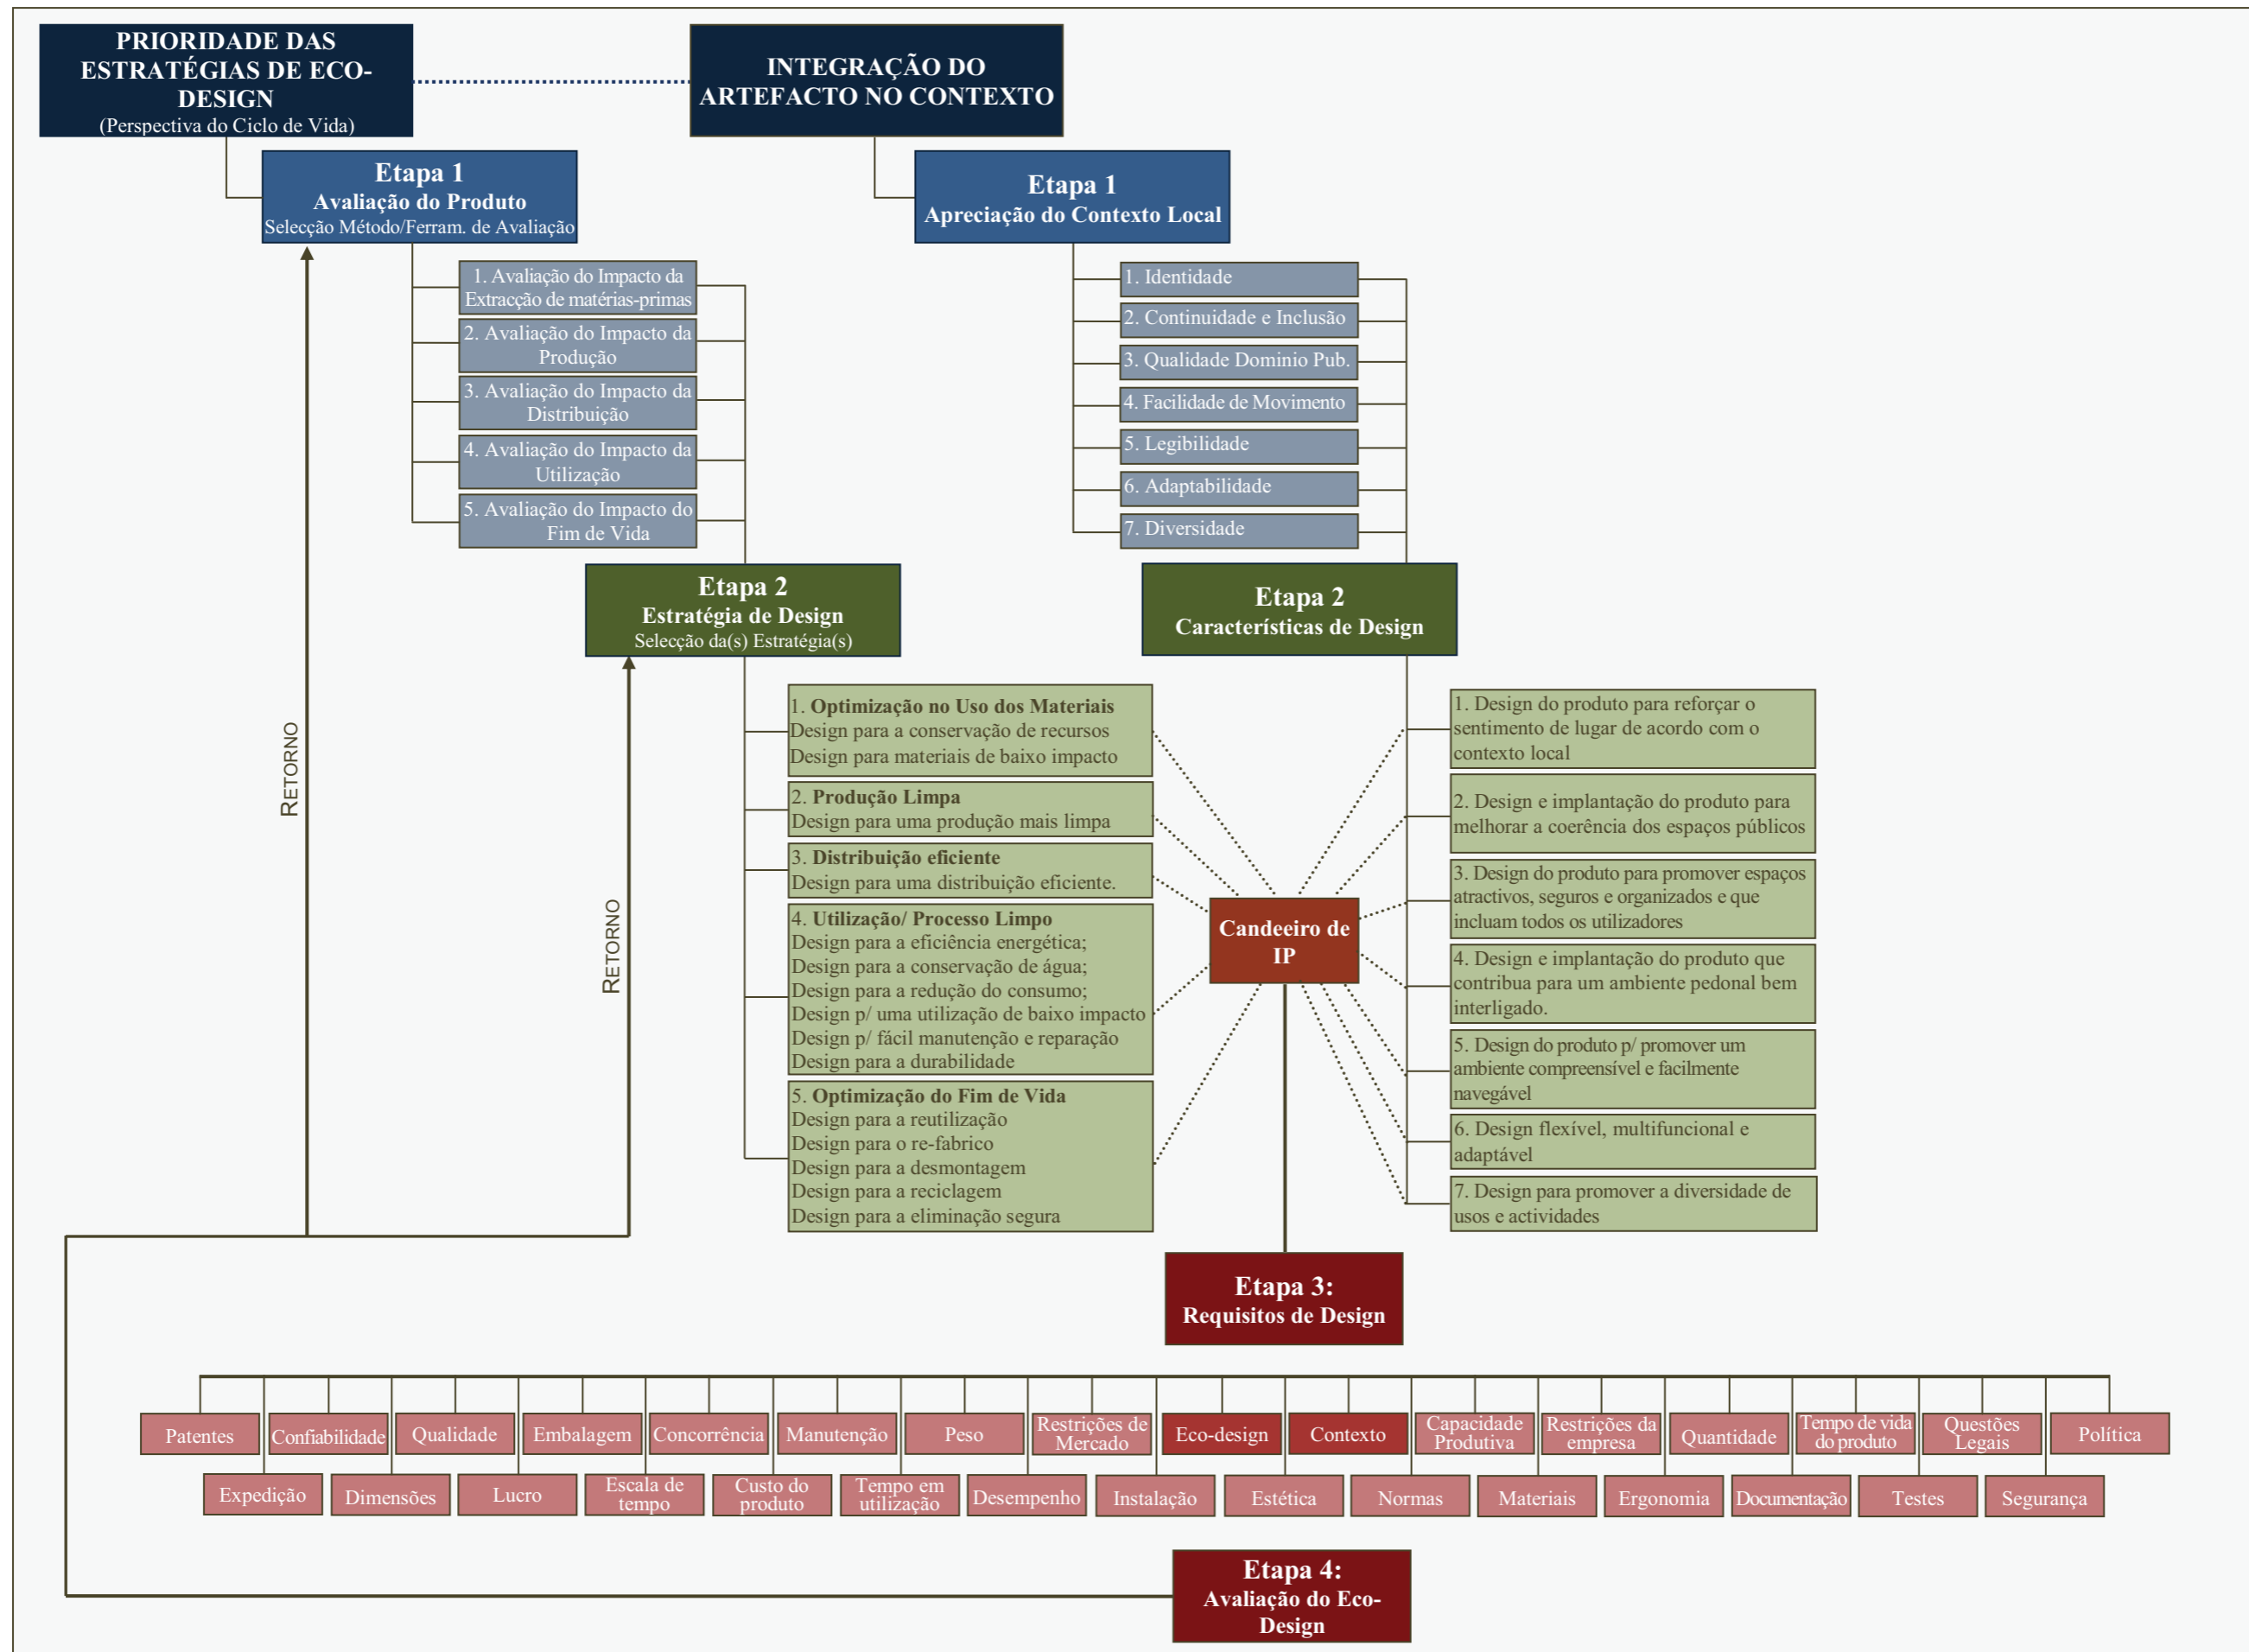 PRIORIDADE DAS
ESTRATÉGIAS DE ECO-
DESIGN
(Perspectiva do Ciclo de Vida)
INTEGRAÇÃO DO
ARTEFACTO NO CONTEXTO
Etapa 1
Avaliação do Produto
Selecção Método/Ferram. de Avaliação
Etapa 1
Apreciação do Contexto Local
1. Avaliação do Impacto da
Extracção de matérias-primas
2. Avaliação do Impacto da
Produção
3. Avaliação do Impacto da
Distribuição
4. Avaliação do Impacto da
Utilização
5. Avaliação do Impacto do
Fim de Vida
1. Identidade
2. Continuidade e Inclusão
3. Qualidade Dominio Pub.
4. Facilidade de Movimento
5. Legibilidade
6. Adaptabilidade
7. Diversidade
Etapa 2
Estratégia de Design
Selecção da(s) Estratégia(s)
Etapa 2
Características de Design
RETORNO
RETORNO
1. Optimização no Uso dos Materiais
Design para a conservação de recursos
Design para materiais de baixo impacto
2. Produção Limpa
Design para uma produção mais limpa
3. Distribuição eficiente
Design para uma distribuição eficiente.
4. Utilização/ Processo Limpo
Design para a eficiência energética;
Design para a conservação de água;
Design para a redução do consumo;
Design p/ uma utilização de baixo impacto
Design p/ fácil manutenção e reparação
Design para a durabilidade
5. Optimização do Fim de Vida
Design para a reutilização
Design para o re-fabrico
Design para a desmontagem
Design para a reciclagem
Design para a eliminação segura
Candeeiro de
IP
1. Design do produto para reforçar o
sentimento de lugar de acordo com o
contexto local
2. Design e implantação do produto para
melhorar a coerência dos espaços públicos
3. Design do produto para promover espaços
atractivos, seguros e organizados e que
incluam todos os utilizadores
4. Design e implantação do produto que
contribua para um ambiente pedonal bem
interligado.
5. Design do produto p/ promover um
ambiente compreensível e facilmente
navegável
6. Design flexível, multifuncional e
adaptável
7. Design para promover a diversidade de
usos e actividades
Etapa 3:
Requisitos de Design
Patentes
Confiabilidade
Qualidade
Embalagem
Concorrência
Manutenção
Peso
Restrições de
Mercado
Eco-design
Contexto
Capacidade
Produtiva
Restrições da
empresa
Quantidade
Tempo de vida
do produto
Questões
Legais
Política
Expedição
Dimensões
Lucro
Escala de
tempo
Custo do
produto
Tempo em
utilização
Desempenho
Instalação
Estética
Normas
Materiais
Ergonomia
Documentação
Testes
Segurança
Etapa 4:
Avaliação do Eco-
Design